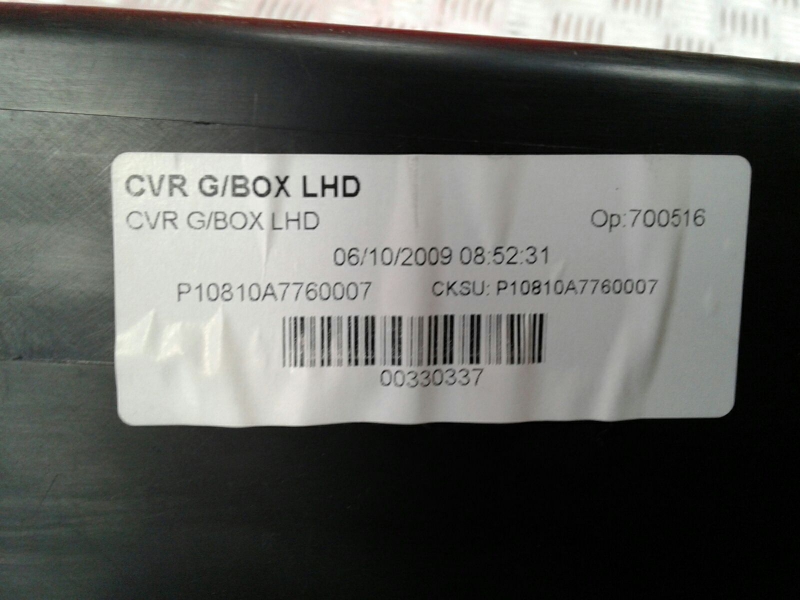 CVR G/BOX LHD
CVR G/BOX LHD Op:700516
06/10/2009 08:52:31
P10810A7760007 CKSU: P10810A7760007
00330337